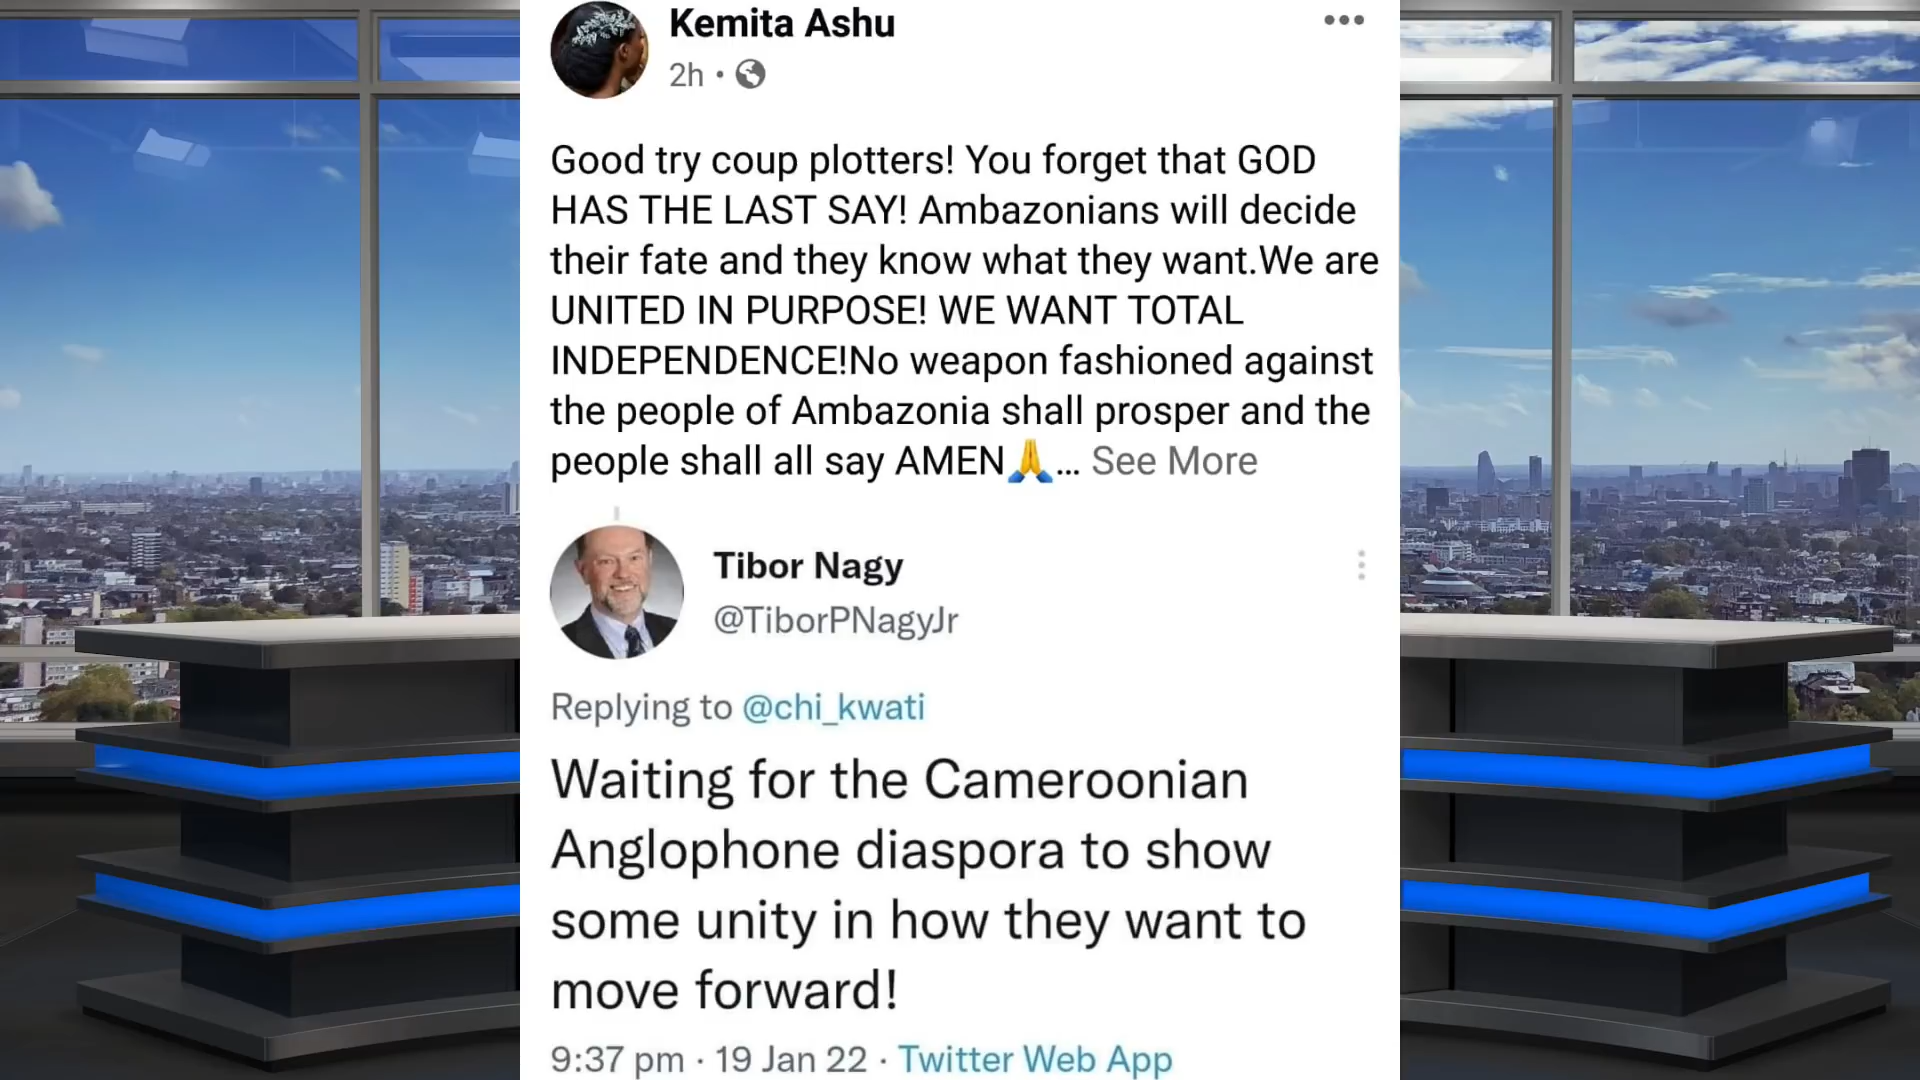 Kemita Ashu
2h ·
Good try coup plotters! You forget that GOD
HAS THE LAST SAY! Ambazonians will decide
their fate and they know what they want.We are
UNITED IN PURPOSE! WE WANT TOTAL
INDEPENDENCE!No weapon fashioned against
the people of Ambazonia shall prosper and the
people shall all say AMEN🙏... See More
Tibor Nagy
@TiborPNagyJr
Replying to @chi_kwati
Waiting for the Cameroonian
Anglophone diaspora to show
some unity in how they want to
move forward!
9:37 pm · 19 Jan 22 · Twitter Web App